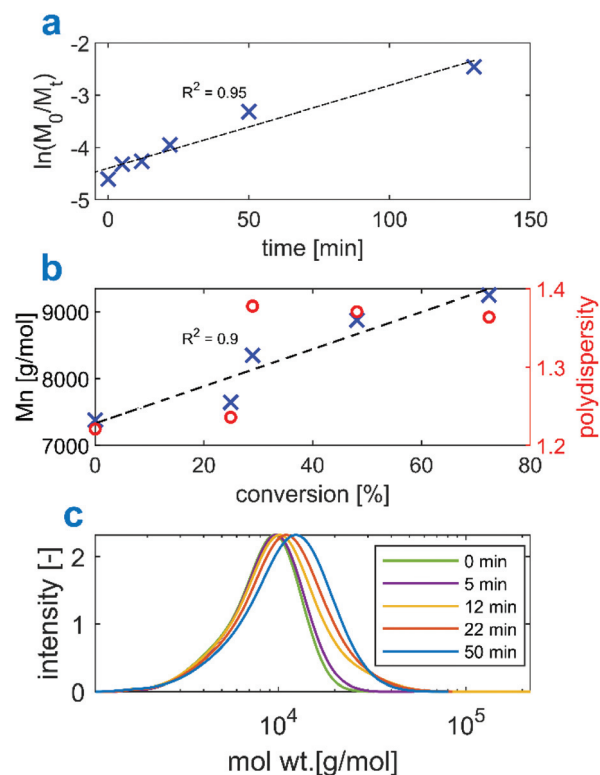 a
-2
-3
-4
-5
ln(M₀/Mₜ)
R² = 0.95
0 50 100 150
time [min]
b
9000
8000
7000
Mn [g/mol]
R² = 0.9
1.4
1.3
1.2
polydispersity
0 20 40 60 80
conversion [%]
c
2
1
0
intensity [-]
0 min
5 min
12 min
22 min
50 min
10⁴ 10⁵
mol wt.[g/mol]